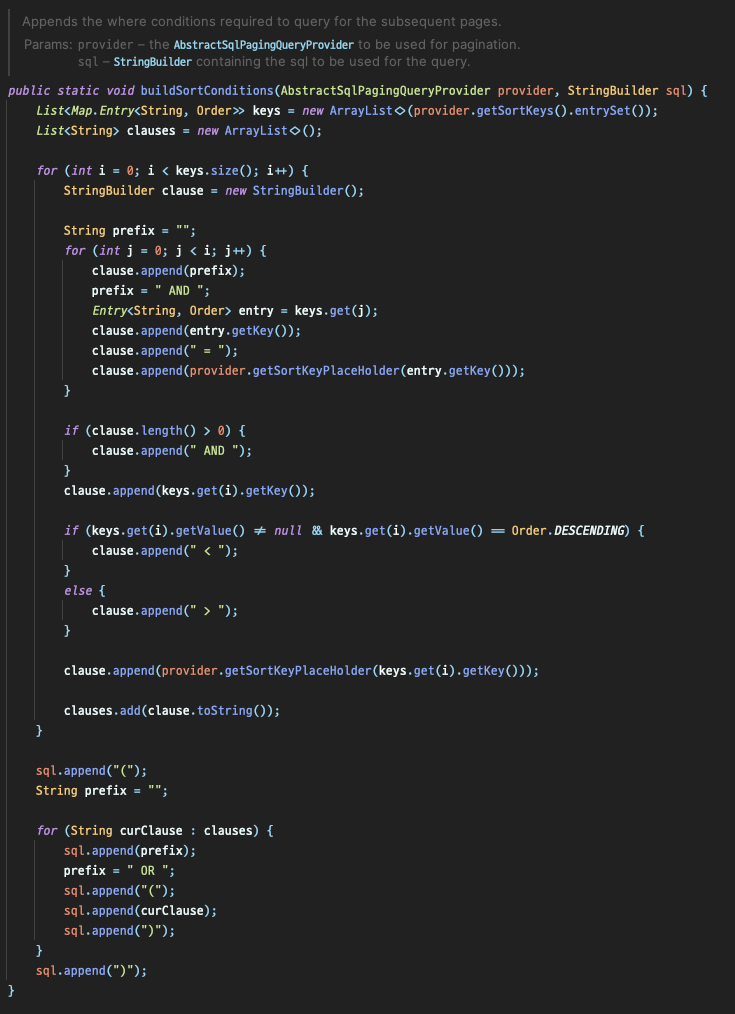 Appends the where conditions required to query for the subsequent pages.
Params: provider – the AbstractSqlPagingQueryProvider to be used for pagination.
sql – StringBuilder containing the sql to be used for the query.
public static void buildSortConditions(AbstractSqlPagingQueryProvider provider, StringBuilder sql) {
    List<Map.Entry<String, Order>> keys = new ArrayList<>(provider.getSortKeys().entrySet());
    List<String> clauses = new ArrayList<>();

    for (int i = 0; i < keys.size(); i++) {
        StringBuilder clause = new StringBuilder();

        String prefix = "";
        for (int j = 0; j < i; j++) {
            clause.append(prefix);
            prefix = " AND ";
            Entry<String, Order> entry = keys.get(j);
            clause.append(entry.getKey());
            clause.append(" = ");
            clause.append(provider.getSortKeyPlaceHolder(entry.getKey()));
        }

        if (clause.length() > 0) {
            clause.append(" AND ");
        }
        clause.append(keys.get(i).getKey());

        if (keys.get(i).getValue() != null && keys.get(i).getValue() == Order.DESCENDING) {
            clause.append(" < ");
        }
        else {
            clause.append(" > ");
        }

        clause.append(provider.getSortKeyPlaceHolder(keys.get(i).getKey()));

        clauses.add(clause.toString());
    }

    sql.append("(");
    String prefix = "";

    for (String curClause : clauses) {
        sql.append(prefix);
        prefix = " OR ";
        sql.append("(");
        sql.append(curClause);
        sql.append(")");
    }
    sql.append(")");
}